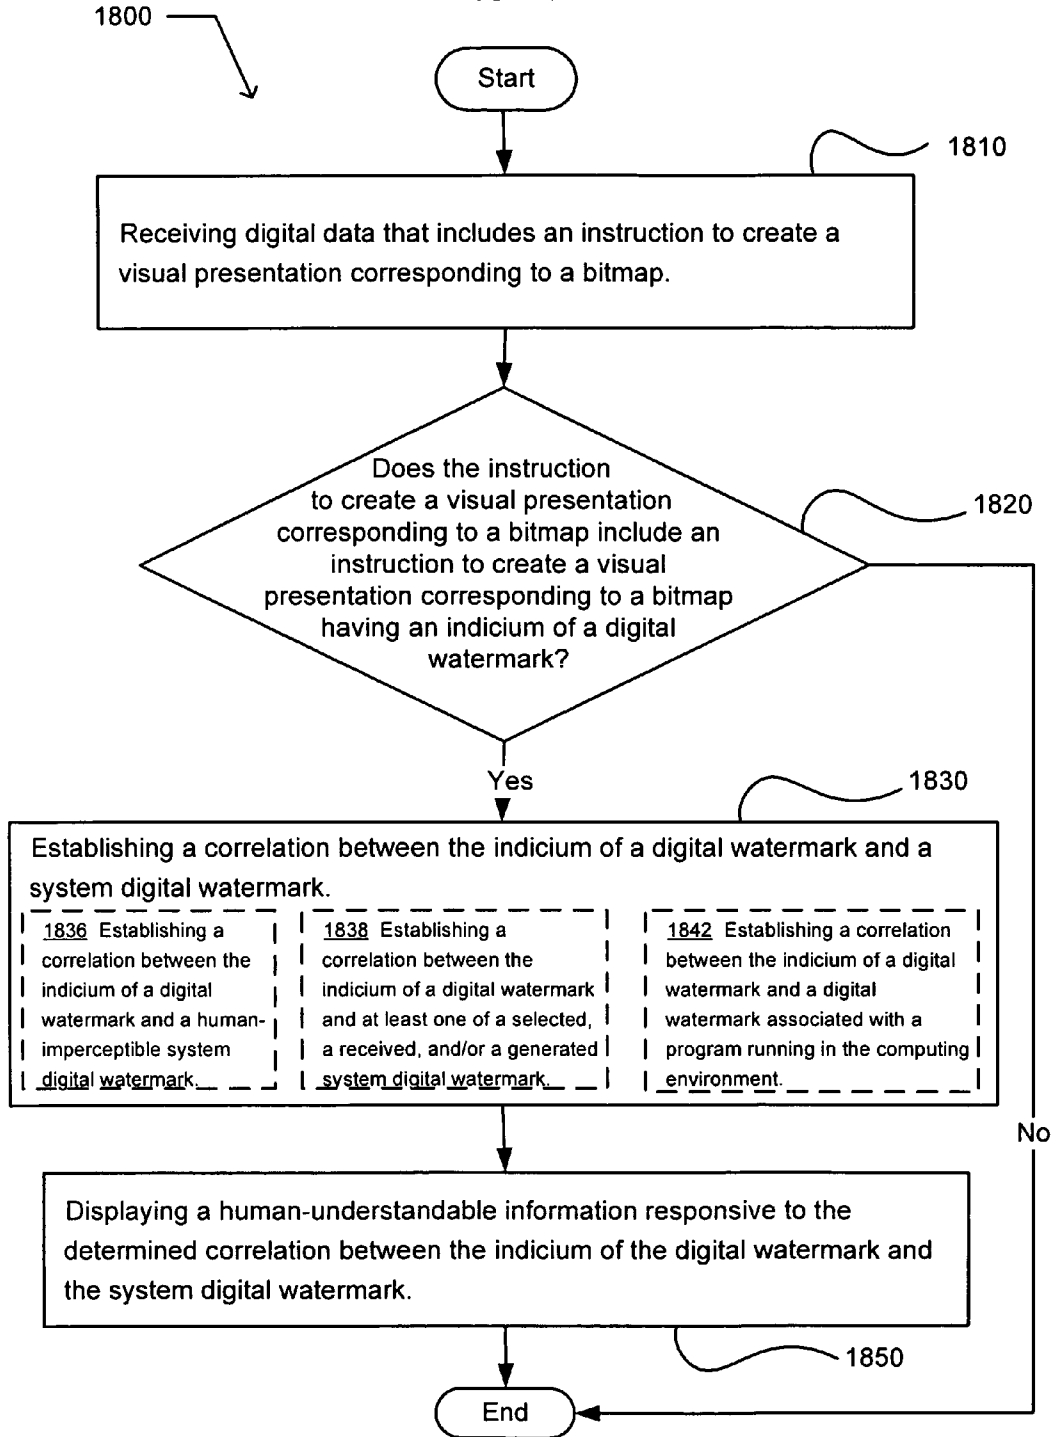 1800
Start
1810
Receiving digital data that includes an instruction to create a
visual presentation corresponding to a bitmap.
Does the instruction
to create a visual presentation
corresponding to a bitmap include an
instruction to create a visual
presentation corresponding to a bitmap
having an indicium of a digital
watermark?
1820
Yes
1830
Establishing a correlation between the indicium of a digital watermark and a
system digital watermark.
1836 Establishing a
correlation between the
indicium of a digital
watermark and a human-
imperceptible system
digital watermark.
1838 Establishing a
correlation between the
indicium of a digital watermark
and at least one of a selected,
a received, and/or a generated
system digital watermark.
1842 Establishing a correlation
between the indicium of a digital
watermark and a digital
watermark associated with a
program running in the computing
environment.
No
Displaying a human-understandable information responsive to the
determined correlation between the indicium of the digital watermark and
the system digital watermark.
1850
End